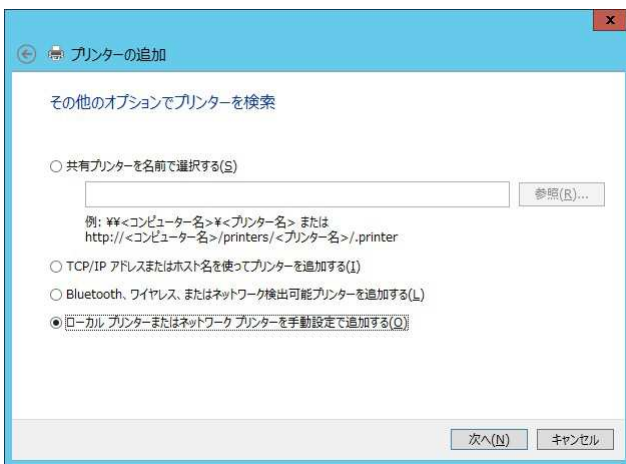 x
プリンターの追加
その他のオプションでプリンターを検索
共有プリンターを名前で選択する(S)
参照(R)...
例: ¥¥<コンピューター名>¥<プリンター名> または
http://<コンピューター名>/printers/<プリンター名>/.printer
TCP/IP アドレスまたはホスト名を使ってプリンターを追加する(I)
Bluetooth、ワイヤレス、またはネットワーク検出可能プリンターを追加する(L)
ローカル プリンターまたはネットワーク プリンターを手動設定で追加する(O)
次へ(N) キャンセル